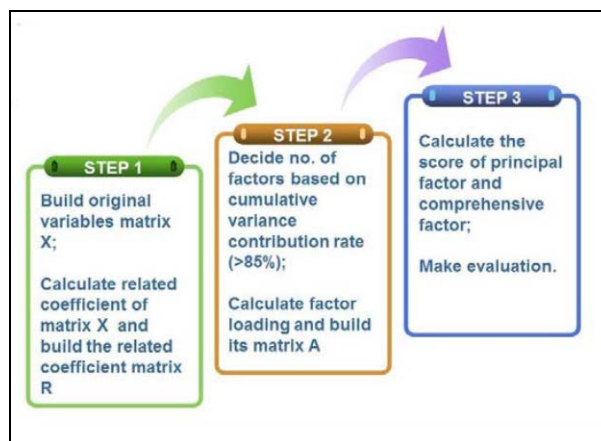 STEP 1
Build original
variables matrix
X;
Calculate related
coefficient of
matrix X and
build the related
coefficient matrix
R
STEP 2
Decide no. of
factors based on
cumulative
variance
contribution rate
(>85%);
Calculate factor
loading and build
its matrix A
STEP 3
Calculate the
score of principal
factor and
comprehensive
factor;
Make evaluation.